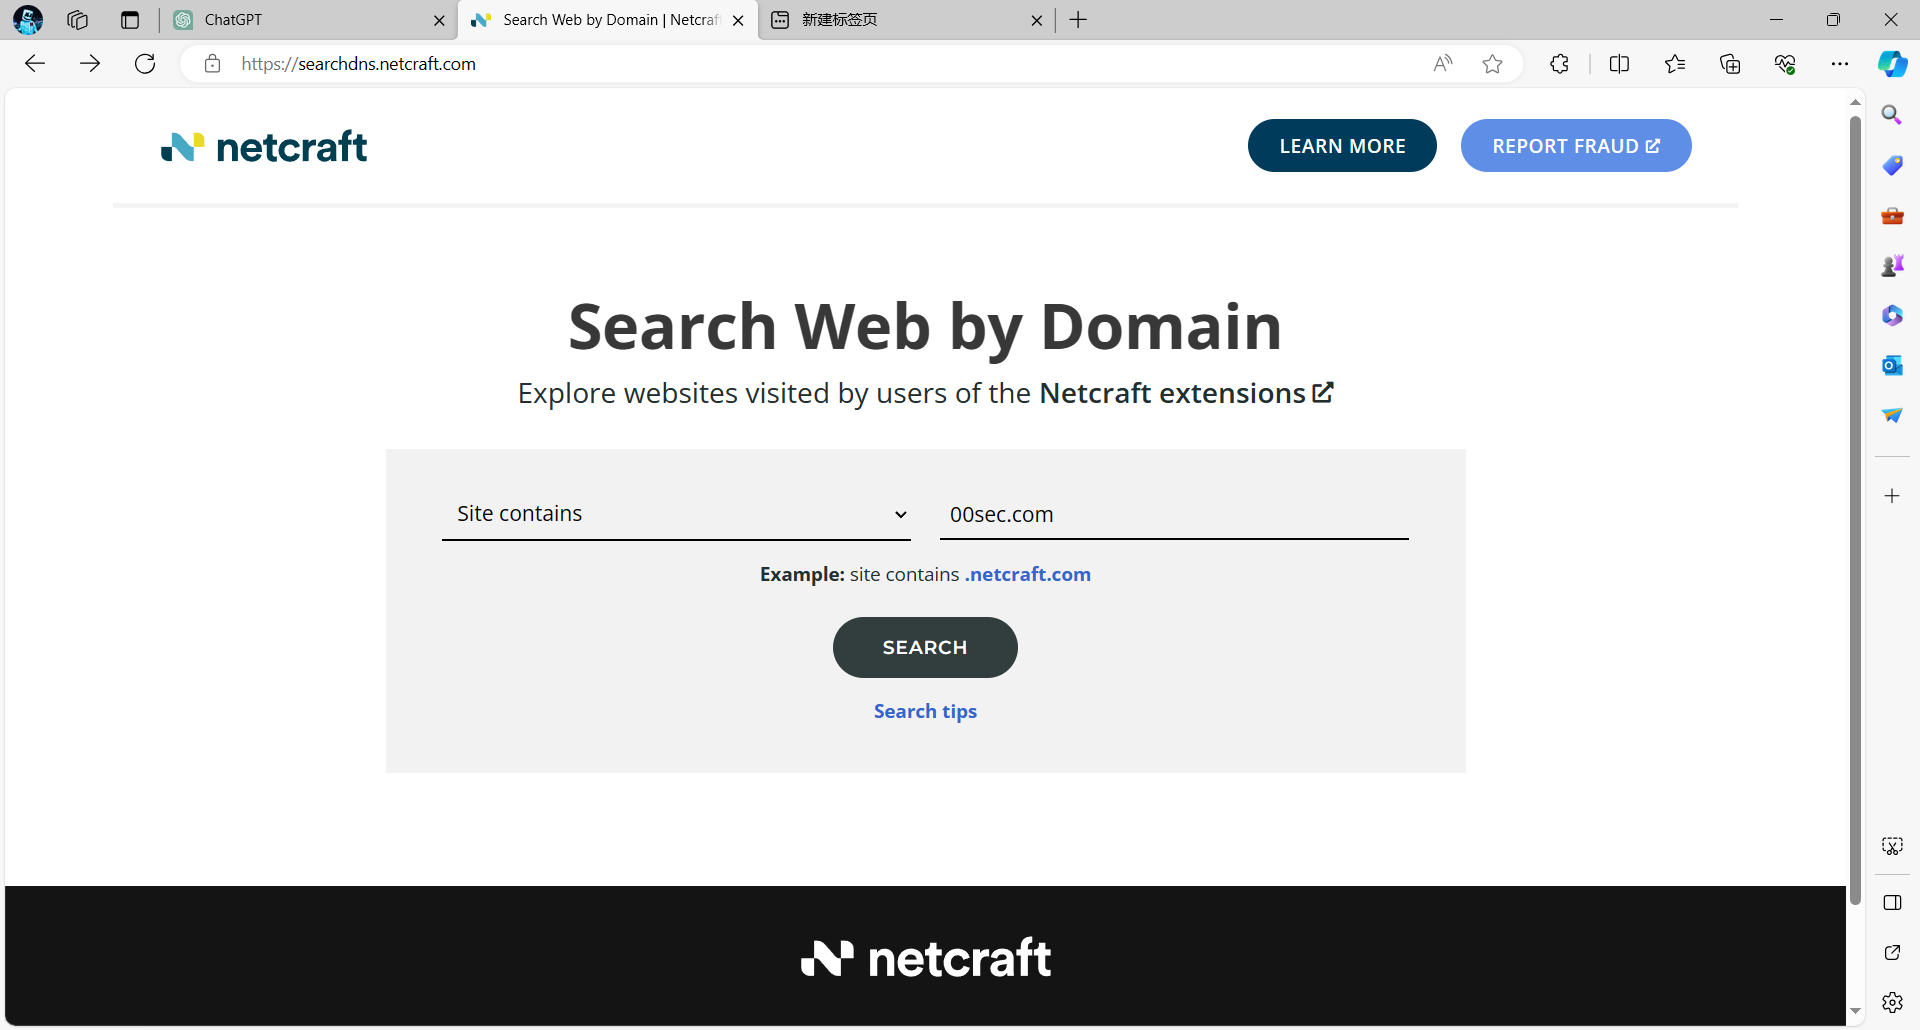 ChatGPT
Search Web by Domain | Netcraf
新建标签页
https://searchdns.netcraft.com
netcraft
LEARN MORE
REPORT FRAUD
Search Web by Domain
Explore websites visited by users of the Netcraft extensions
Site contains
00sec.com
Example: site contains .netcraft.com
SEARCH
Search tips
netcraft